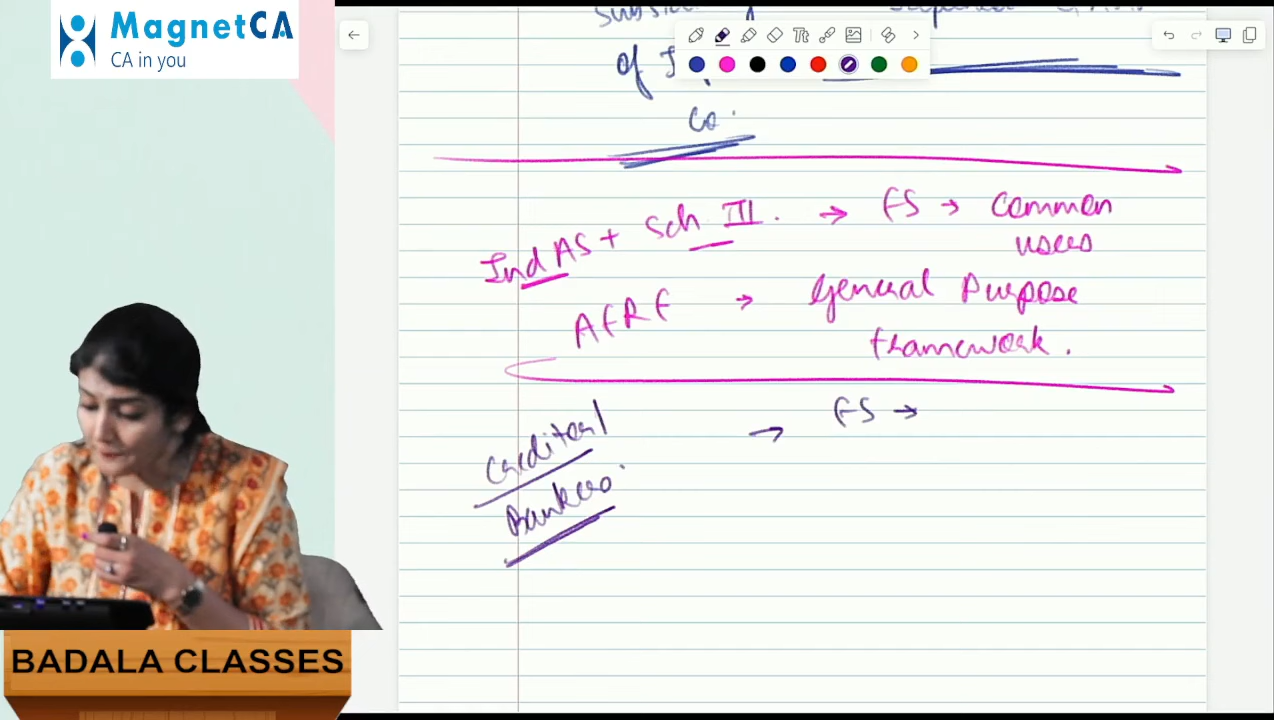 MagnetCA
CA in you
of
Co.
Ind AS + Sch III. → FS → Common
users
AFRF → General Purpose
framework.
Creditors/
Bankers.
→ FS →
BADALA CLASSES